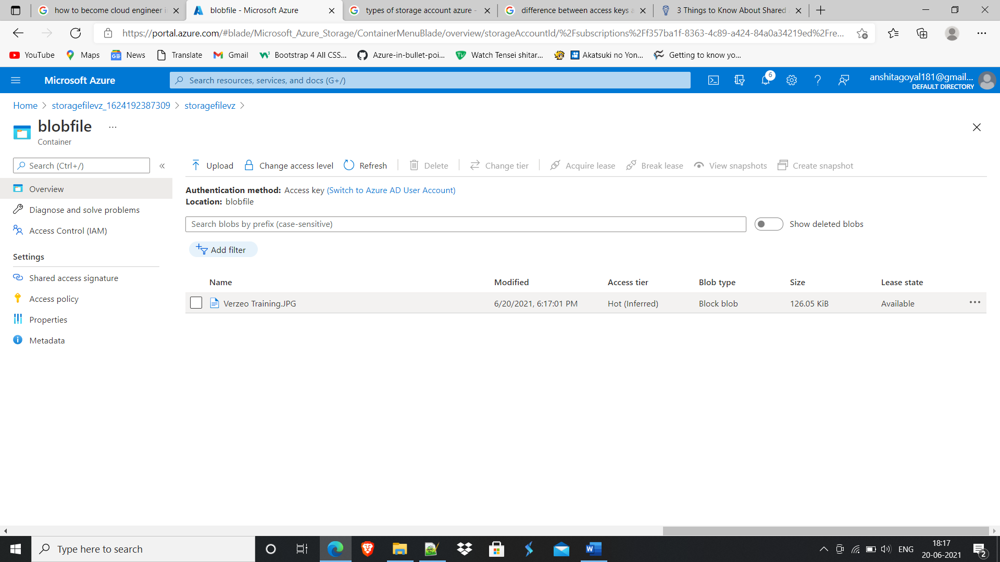 how to become cloud engineer i
blobfile - Microsoft Azure
types of storage account azure -
difference between access keys a
3 Things to Know About Shared
https://portal.azure.com/#blade/Microsoft_Azure_Storage/ContainerMenuBlade/overview/storageAccountId/%2Fsubscriptions%2Ff357ba1f-8363-4c89-a424-84a0a34219ed%2Fre...
YouTube Maps News Translate Gmail Bootstrap 4 All CSS... Azure-in-bullet-poi... Watch Tensei shitar... Akatsuki no Yon... Getting to know yo...
Microsoft Azure
Search resources, services, and docs (G+/)
6
anshitagoyal181@gmail....
DEFAULT DIRECTORY
Home > storagefilevz_1624192387309 > storagefilevz >
blobfile ...
Container
Search (Ctrl+/) «
Overview
Diagnose and solve problems
Access Control (IAM)
Settings
Shared access signature
Access policy
Properties
Metadata
Upload Change access level Refresh Delete Change tier Acquire lease Break lease View snapshots Create snapshot
Authentication method: Access key (Switch to Azure AD User Account)
Location: blobfile
Search blobs by prefix (case-sensitive)
Show deleted blobs
Add filter
Name Modified Access tier Blob type Size Lease state
Verzeo Training.JPG 6/20/2021, 6:17:01 PM Hot (Inferred) Block blob 126.05 KiB Available ...
Type here to search
ENG
18:17
20-06-2021
2